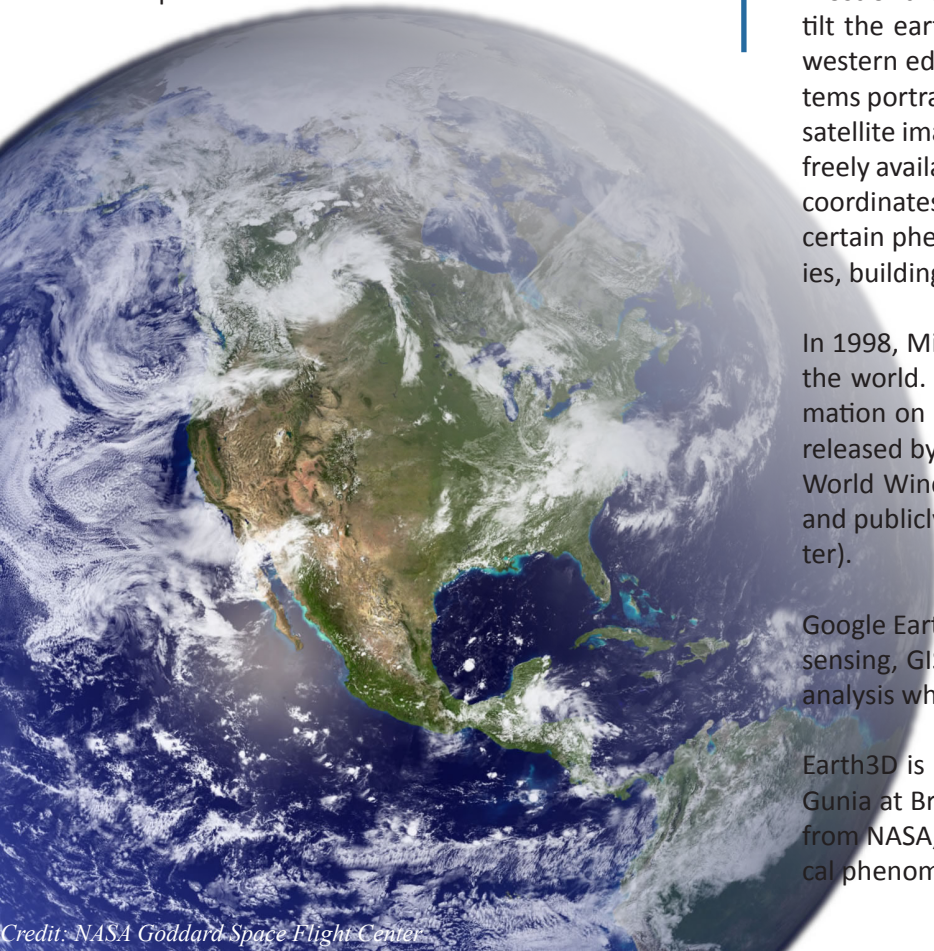 tilt the eart
western ed
tems portra
satellite ima
freely availa
coordinates
certain phe
ies, building
In 1998, Mi
the world.
mation on
released by
World Wind
and publicly
ter).
Google Eart
sensing, GIS
analysis wh
Earth3D is
Gunia at Br
from NASA,
cal phenom
Credit: NASA Goddard Space Flight Center